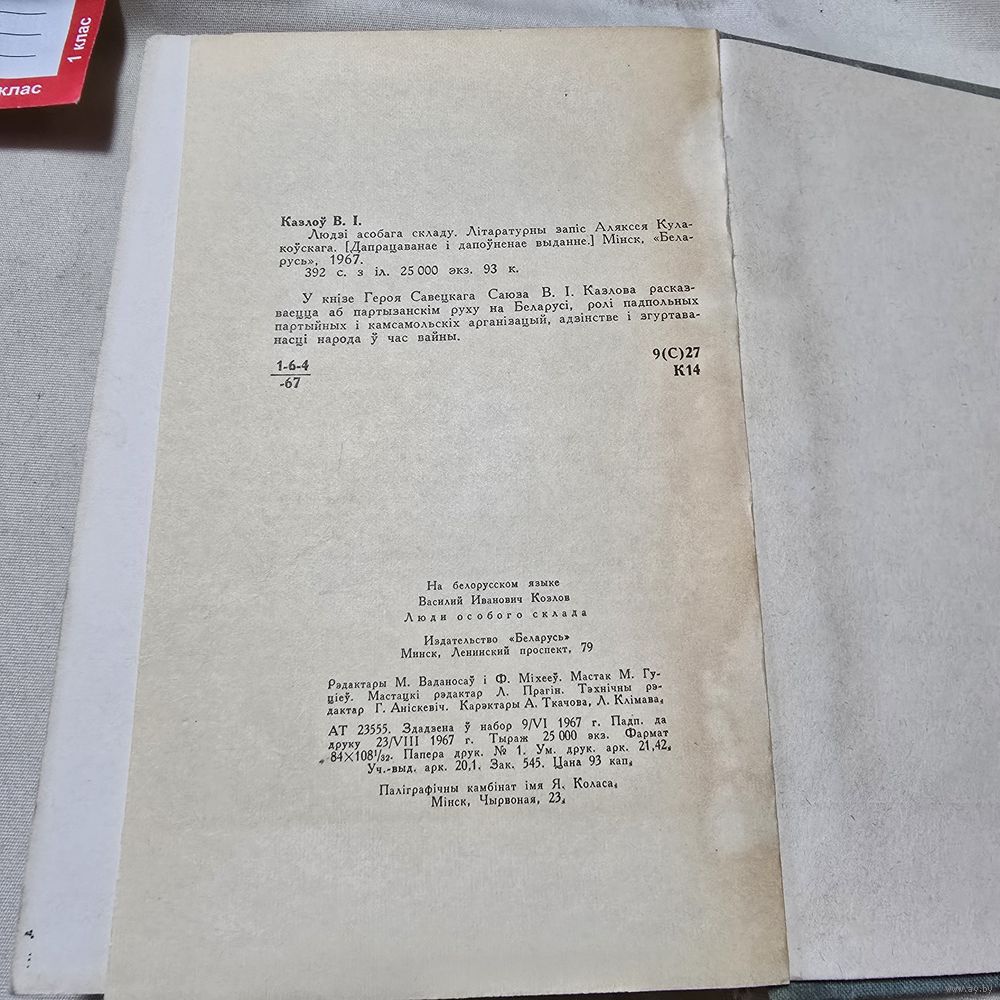 1 клас
клас
Казлоў В. І.
Людзі асобага складу. Літаратурны запіс Аляксея Кула-
коўскага. [Дапрацаванае і дапоўненае выданне.] Мінск, «Бела-
русь», 1967.
392 с. з іл. 25 000 экз. 93 к.
У кнізе Героя Савецкага Саюза В. І. Казлова расказ-
ваецца аб партызанскім руху на Беларусі, ролі падпольных
партыйных і камсамольскіх арганізацый, адзінстве і згуртава-
насці народа ў час вайны.
1-6-4
-67
9(С)27
К14
На белорусском языке
Василий Иванович Козлов
Люди особого склада
Издательство «Беларусь»
Минск, Ленинский проспект, 79
Рэдактары М. Ваданосаў і Ф. Міхееў. Мастак М. Гу-
ціеў. Мастацкі рэдактар Л. Прагін. Тэхнічны рэ-
дактар Г. Аніскевіч. Карэктары А. Ткачова, Л. Клімава.
АТ 23555. Здадзена ў набор 9/VI 1967 г. Падп. да
друку 23/VIII 1967 г. Тыраж 25 000 экз. Фармат
84×108 1/32. Папера друк. № 1. Ум. друк. арк. 21,42.
Уч.-выд. арк. 20,1. Зак. 545. Цана 93 кап.
Паліграфічны камбінат імя Я. Коласа.
Мінск, Чырвоная, 23.
www.ay.by